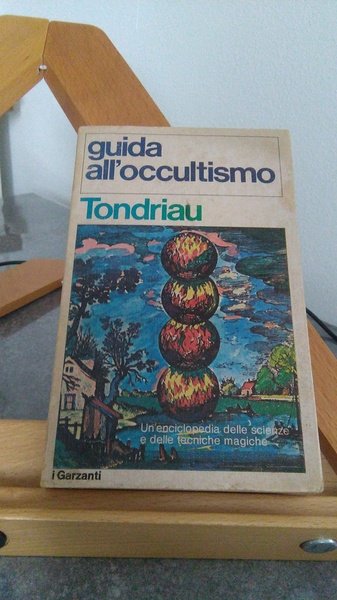 guida
all'occultismo
Tondriau
Un'enciclopedia delle scienze
e delle tecniche magiche
i Garzanti